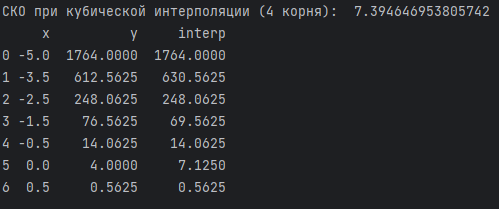 СКО при кубической интерполяции (4 корня):  7.394646953805742
     x          y     interp
0 -5.0  1764.0000  1764.0000
1 -3.5   612.5625   630.5625
2 -2.5   248.0625   248.0625
3 -1.5    76.5625    69.5625
4 -0.5    14.0625    14.0625
5  0.0     4.0000     7.1250
6  0.5     0.5625     0.5625